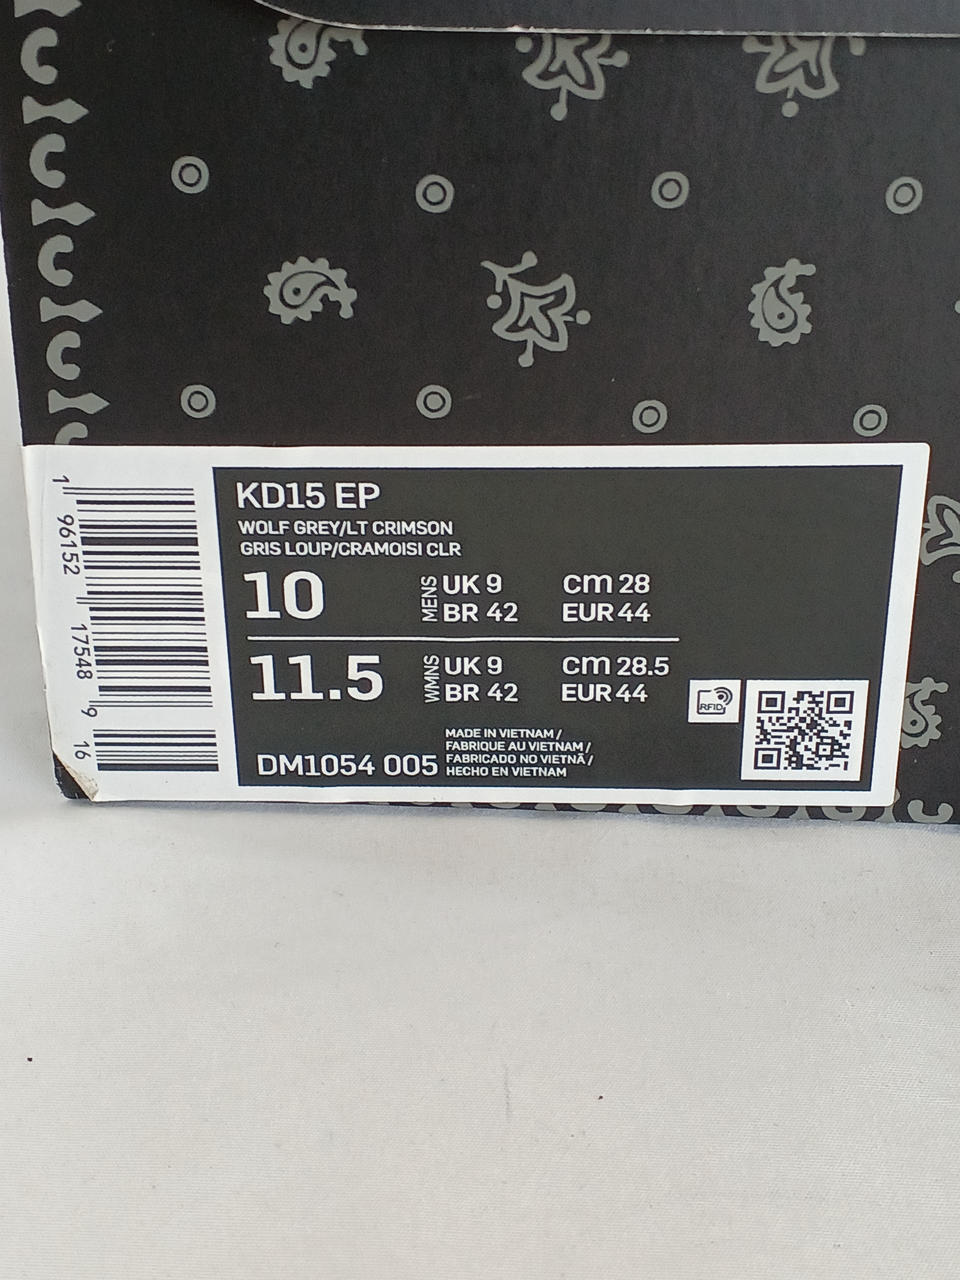 KD15 EP
WOLF GREY/LT CRIMSON
GRIS LOUP/CRAMOISI CLR
10 MENS UK 9 cm 28
BR 42 EUR 44
11.5 WMNS UK 9 cm 28.5
BR 42 EUR 44
RFID
DM1054 005
MADE IN VIETNAM /
FABRIQUE AU VIETNAM /
FABRICADO NO VIETNÃ /
HECHO EN VIETNAM
1 96152 17548 9 16